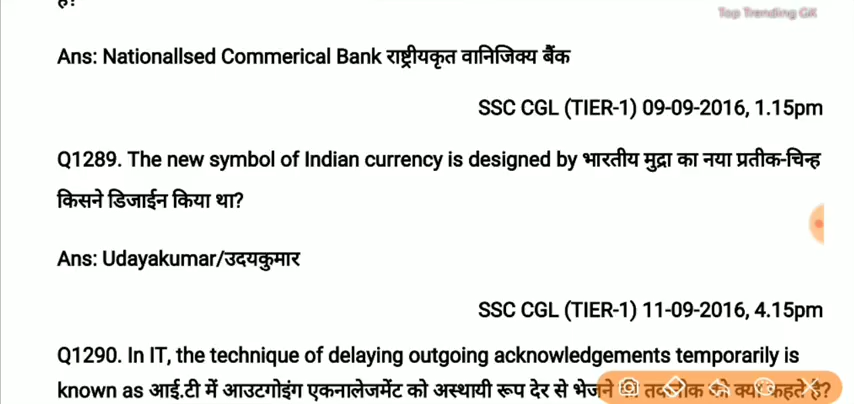 Top Trending GK
Ans: Nationallsed Commerical Bank राष्ट्रीयकृत वानिजिक्य बैंक
SSC CGL (TIER-1) 09-09-2016, 1.15pm
Q1289. The new symbol of Indian currency is designed by भारतीय मुद्रा का नया प्रतीक-चिन्ह
किसने डिजाईन किया था?
Ans: Udayakumar/उदयकुमार
SSC CGL (TIER-1) 11-09-2016, 4.15pm
Q1290. In IT, the technique of delaying outgoing acknowledgements temporarily is
known as आई.टी में आउटगोइंग एकनालेजमेंट को अस्थायी रूप देर से भेजने कहते है?